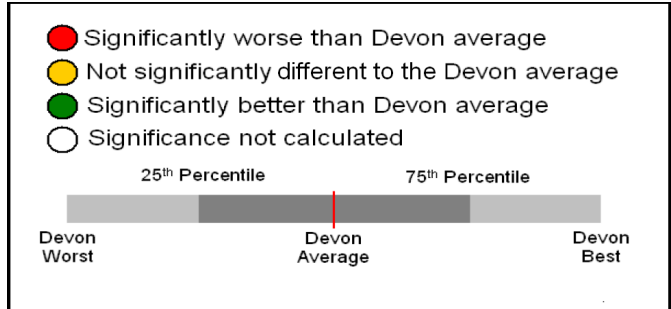 Significantly worse than Devon average
Not significantly different to the Devon average
Significantly better than Devon average
Significance not calculated
25th Percentile 75th Percentile
Devon Worst Devon Average Devon Best